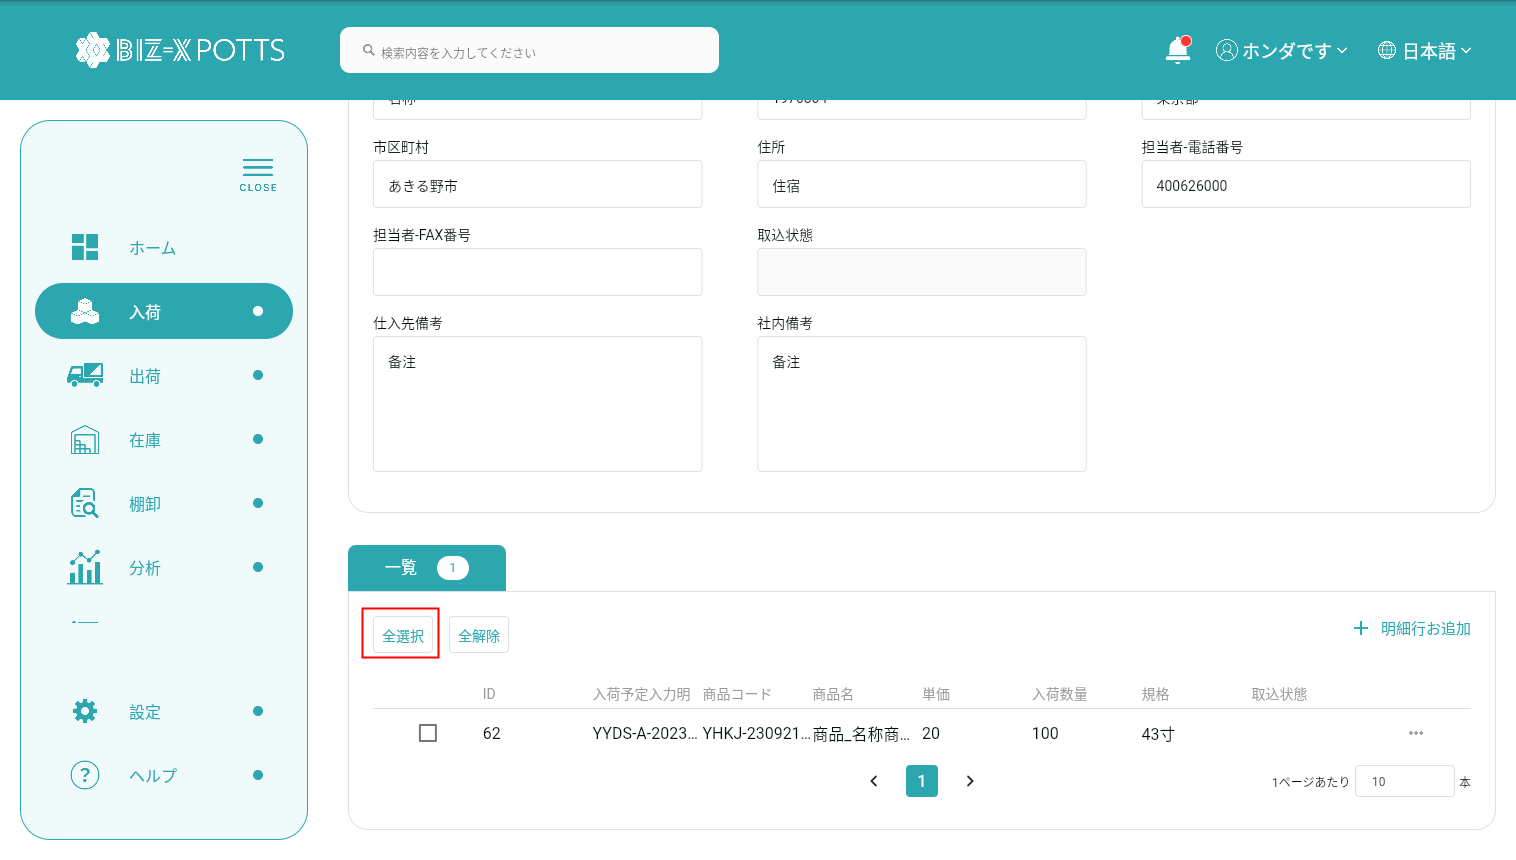 BIZ=X POTTS
検索内容を入力してください
ホンダです
日本語
CLOSE
ホーム
入荷
出荷
在庫
棚卸
分析
設定
ヘルプ
市区町村
住所
担当者-電話番号
あきる野市
住宿
400626000
担当者-FAX番号
取込状態
仕入先備考
社内備考
备注
备注
一覧 1
全選択
全解除
明細行お追加
ID 入荷予定入力明 商品コード 商品名 単価 入荷数量 規格 取込状態
62 YYDS-A-2023... YHKJ-230921... 商品_名称商... 20 100 43寸
1
1ページあたり 10 本